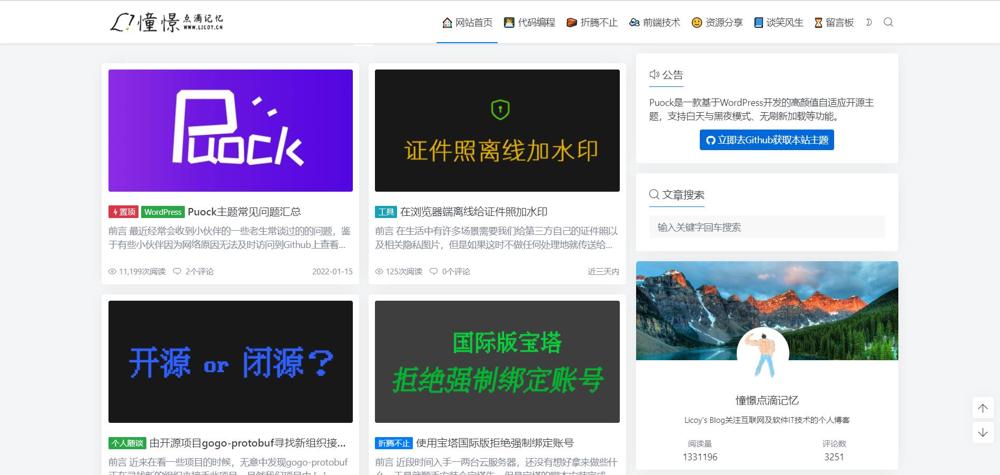 憧憬 点滴记忆
WWW.LICOY.CN
网站首页
代码编程
折腾不止
前端技术
资源分享
谈笑风生
留言板
Puock
置顶
WordPress
Puock主题常见问题汇总
前言 最近经常会收到小伙伴的一些老生常谈过的的问题，鉴
于有些小伙伴因为网络原因无法及时访问到Github上查看...
11,199次阅读
2个评论
2022-01-15
证件照离线加水印
工具
在浏览器端离线给证件照加水印
前言 在生活中有许多场景需要我们给第三方自己的证件照以
及相关隐私图片，但是如果这时不做任何处理地就传送给...
125次阅读
0个评论
近三天内
开源 or 闭源？
个人随谈
由开源项目gogo-protobuf寻找新组织接...
前言 近来在看一些项目的时候，无意中发现gogo-protobuf
国际版宝塔
拒绝强制绑定账号
折腾不止
使用宝塔国际版拒绝强制绑定账号
前言 近段时间入手一两台云服务器，还没有想好拿来做些什
公告
Puock是一款基于WordPress开发的高颜值自适应开源主
题，支持白天与黑夜模式、无刷新加载等功能。
立即去Github获取本站主题
文章搜索
输入关键字回车搜索
憧憬点滴记忆
Licoy's Blog关注互联网及软件IT技术的个人博客
阅读量
1331196
评论数
3251